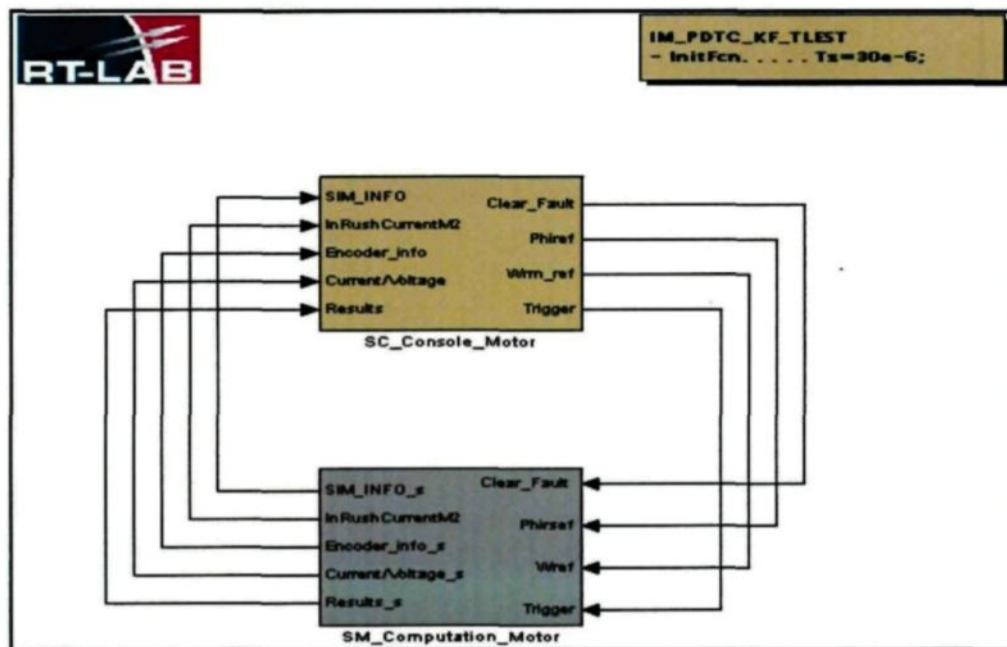 RT-LAB
IM_PDTC_KF_TLEST
- InitFcn. . . . . Ts=30e-6;
SIM_INFO
InRushCurrentM2
Encoder_info
Current/Voltage
Results
Clear_Fault
Phiref
Wrm_ref
Trigger
SC_Console_Motor
SIM_INFO_s
InRushCurrentM2
Encoder_info_s
Current/Voltage_s
Results_s
Clear_Fault
Phiref
Wref
Trigger
SM_Computation_Motor